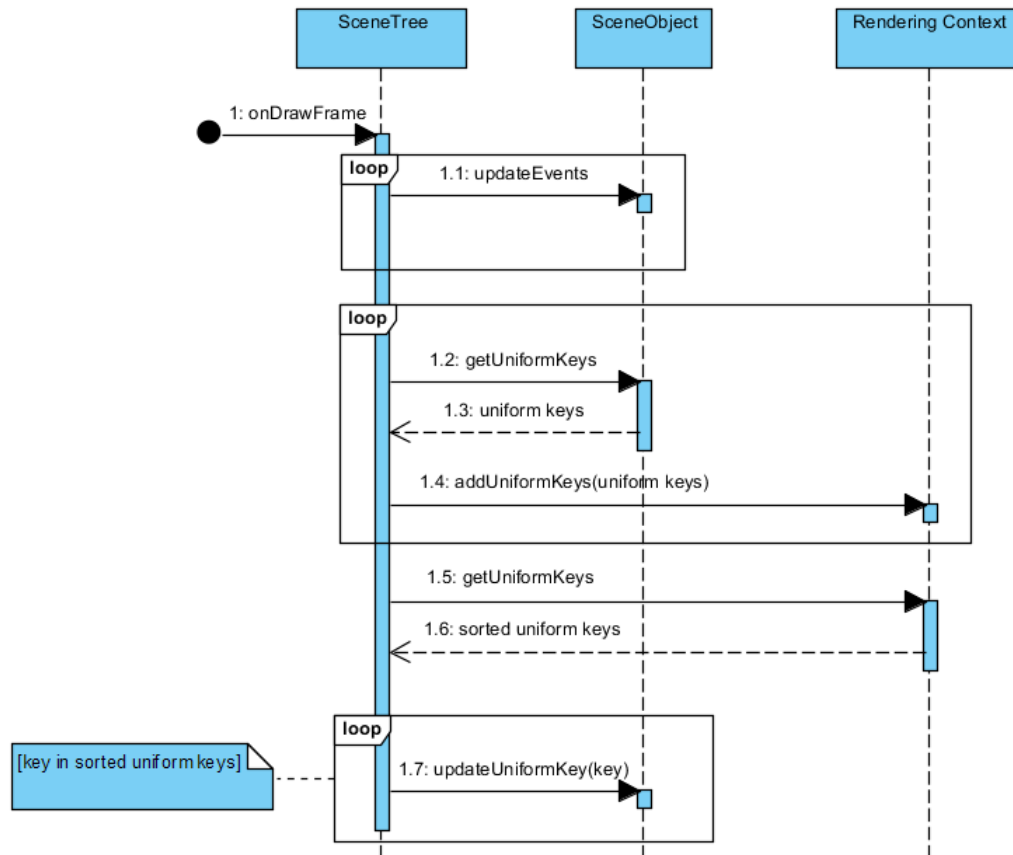 SceneTree
SceneObject
Rendering Context
1: onDrawFrame
loop
1.1: updateEvents
loop
1.2: getUniformKeys
1.3: uniform keys
1.4: addUniformKeys(uniform keys)
1.5: getUniformKeys
1.6: sorted uniform keys
loop
[key in sorted uniform keys]
1.7: updateUniformKey(key)